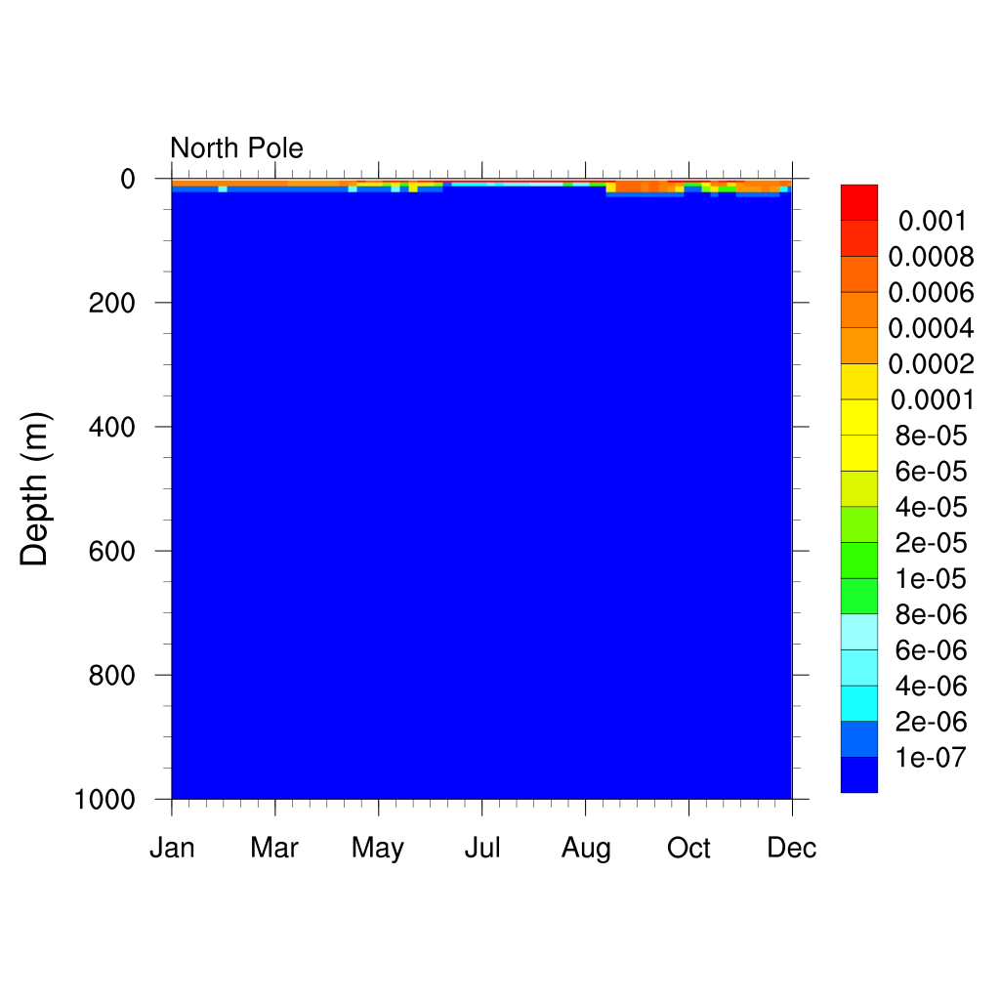 North Pole
0
200
400
600
800
1000
Depth (m)
Jan Mar May Jul Aug Oct Dec
0.001
0.0008
0.0006
0.0004
0.0002
0.0001
8e-05
6e-05
4e-05
2e-05
1e-05
8e-06
6e-06
4e-06
2e-06
1e-07